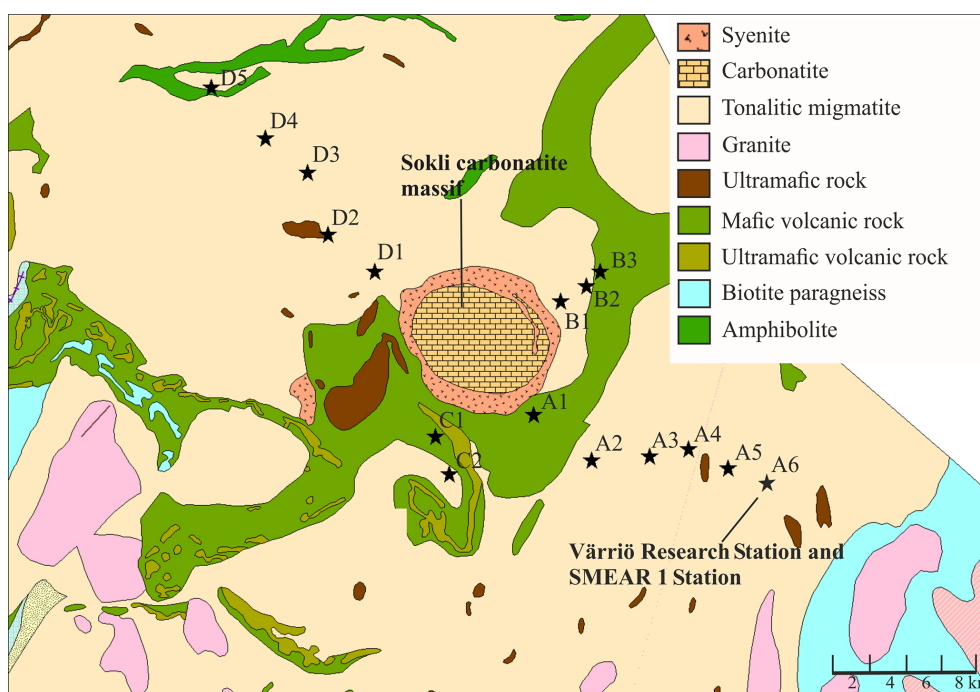 Syenite
Carbonatite
Tonalitic migmatite
Granite
Ultramafic rock
Mafic volcanic rock
Ultramafic volcanic rock
Biotite paragneiss
Amphibolite
D5
D4
D3
Sokli carbonatite
massif
D2
D1
B3
B2
B1
A1
C1
C2
A2
A3
A4
A5
A6
Värriö Research Station and
SMEAR 1 Station
2 4 6 8 km